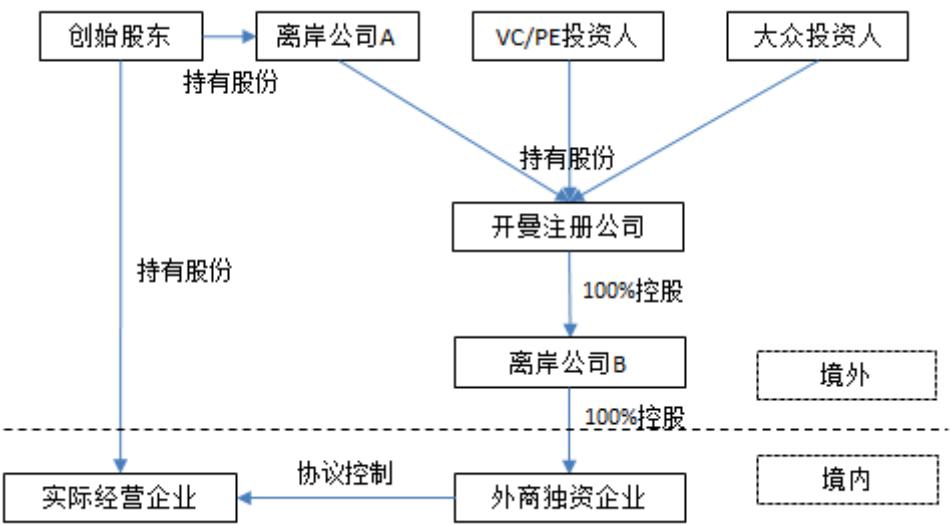 创始股东
离岸公司A
VC/PE投资人
大众投资人
持有股份
持有股份
开曼注册公司
持有股份
100%控股
离岸公司B
境外
100%控股
协议控制
境内
实际经营企业
外商独资企业